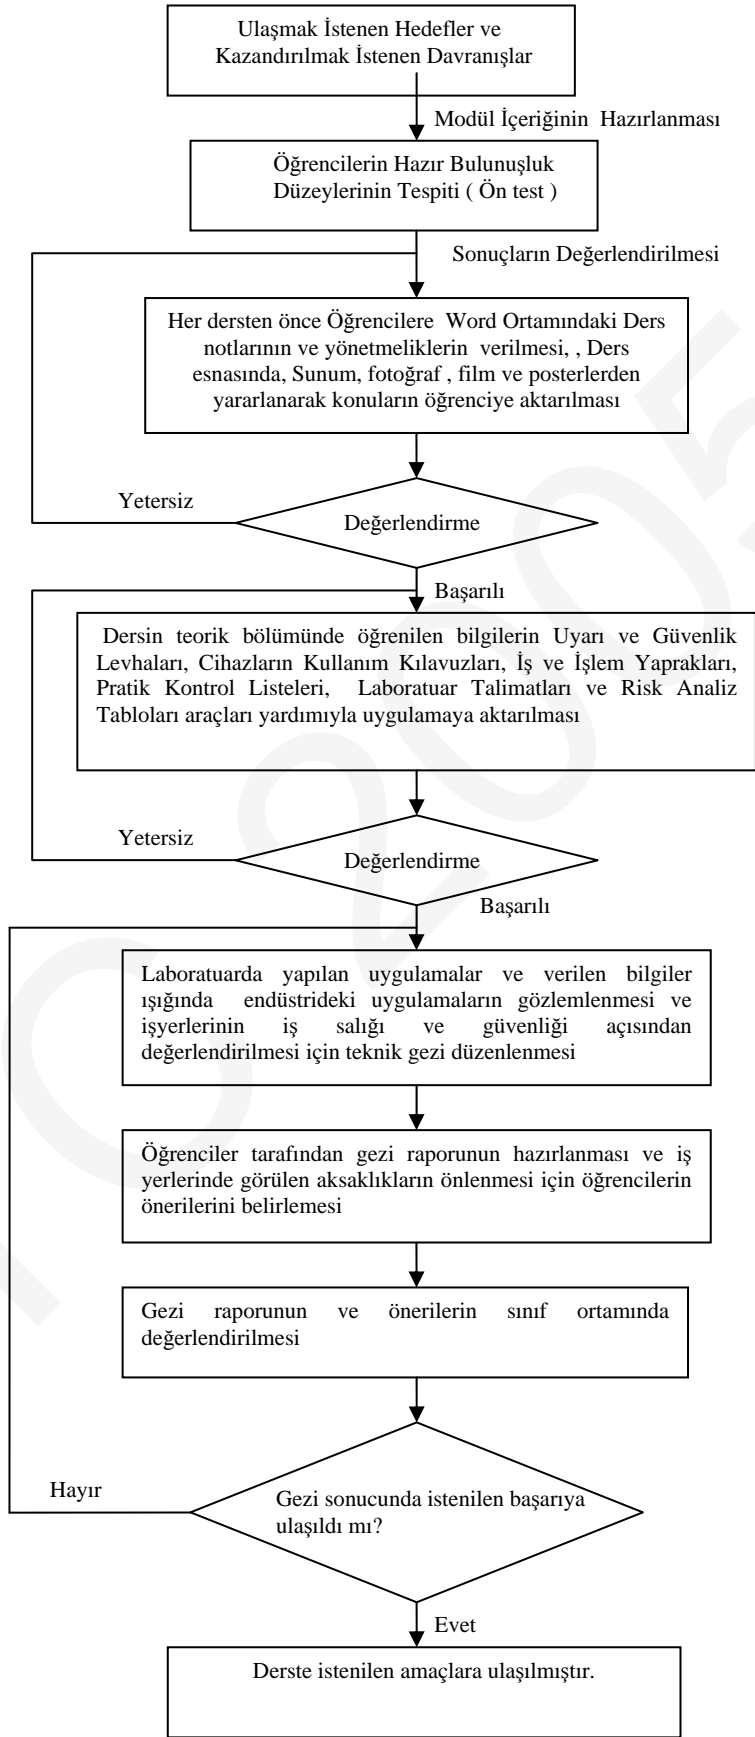 Ulaşmak İstenen Hedefler ve
Kazandırılmak İstenen Davranışlar
Modül İçeriğinin Hazırlanması
Öğrencilerin Hazır Bulunuşluk
Düzeylerinin Tespiti ( Ön test )
Sonuçların Değerlendirilmesi
Her dersten önce Öğrencilere Word Ortamındaki Ders
notlarının ve yönetmeliklerin verilmesi, , Ders
esnasında, Sunum, fotoğraf , film ve posterlerden
yararlanarak konuların öğrenciye aktarılması
Yetersiz
Değerlendirme
Başarılı
Dersin teorik bölümünde öğrenilen bilgilerin Uyarı ve Güvenlik
Levhaları, Cihazların Kullanım Kılavuzları, İş ve İşlem Yaprakları,
Pratik Kontrol Listeleri, Laboratuar Talimatları ve Risk Analiz
Tabloları araçları yardımıyla uygulamaya aktarılması
Yetersiz
Değerlendirme
Başarılı
Laboratuarda yapılan uygulamalar ve verilen bilgiler
ışığında endüstrideki uygulamaların gözlemlenmesi ve
işyerlerinin iş salığı ve güvenliği açısından
değerlendirilmesi için teknik gezi düzenlenmesi
Öğrenciler tarafından gezi raporunun hazırlanması ve iş
yerlerinde görülen aksaklıkların önlenmesi için öğrencilerin
önerilerini belirlemesi
Gezi raporunun ve önerilerin sınıf ortamında
değerlendirilmesi
Hayır
Gezi sonucunda istenilen başarıya
ulaşıldı mı?
Evet
Derste istenilen amaçlara ulaşılmıştır.